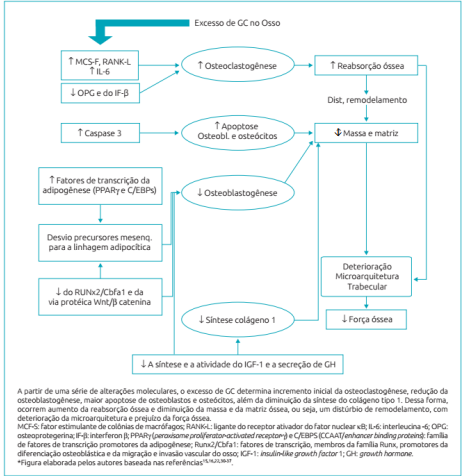 Excesso de GC no Osso
↑ MCS-F, RANK-L
↑ IL-6
↓ OPG e do IF-β
↑ Osteoclastogênese
↑ Reabsorção óssea
Dist, remodelamento
↑ Caspase 3
↑ Apoptose
Osteobl. e osteócitos
Massa e matriz
↑ Fatores de transcrição da
adipogênese (PPARγ e C/EBPs)
↓ Osteoblastogênese
Desvio precursores mesenq.
para a linhagem adipocítica
↓ do RUNx2/Cbfa1 e da
via protéica Wnt/β catenina
Deterioração
Microarquitetura
Trabecular
↓ Síntese colágeno 1
↓ Força óssea
↓ A síntese e a atividade do IGF-1 e a secreção de GH
A partir de uma série de alterações moleculares, o excesso de GC determina incremento inicial da osteoclastogênese, redução da
osteoblastogênese, maior apoptose de osteoblastos e osteócitos, além da diminuição da síntese de colágeno tipo 1. Dessa forma,
ocorrem aumento da reabsorção óssea e diminuição da massa e da matriz óssea, ou seja, um distúrbio de remodelamento, com
deterioração da microarquitetura e prejuízo da força óssea.
MCF-S: fator estimulante de colônias de macrófagos; RANK-L: ligante do receptor ativador do fator nuclear κB; IL-6: interleucina -6; OPG:
osteoprotegerina; IF-β: interferon β; PPARγ (peroxisome proliferator-activated receptor-γ) e C/EBPS (CCAAT/enhancer binding proteins): família
de fatores de transcrição promotores da adipogênese; Runx2/Cbfa1: fatores de transcrição, membros da família Runx, promotores da
diferenciação osteoblástica e da migração e invasão vascular do osso; IGF-1: insulin-like growth factor 1; GH: growth hormone.
*Figura elaborada pelos autores baseada nas referências